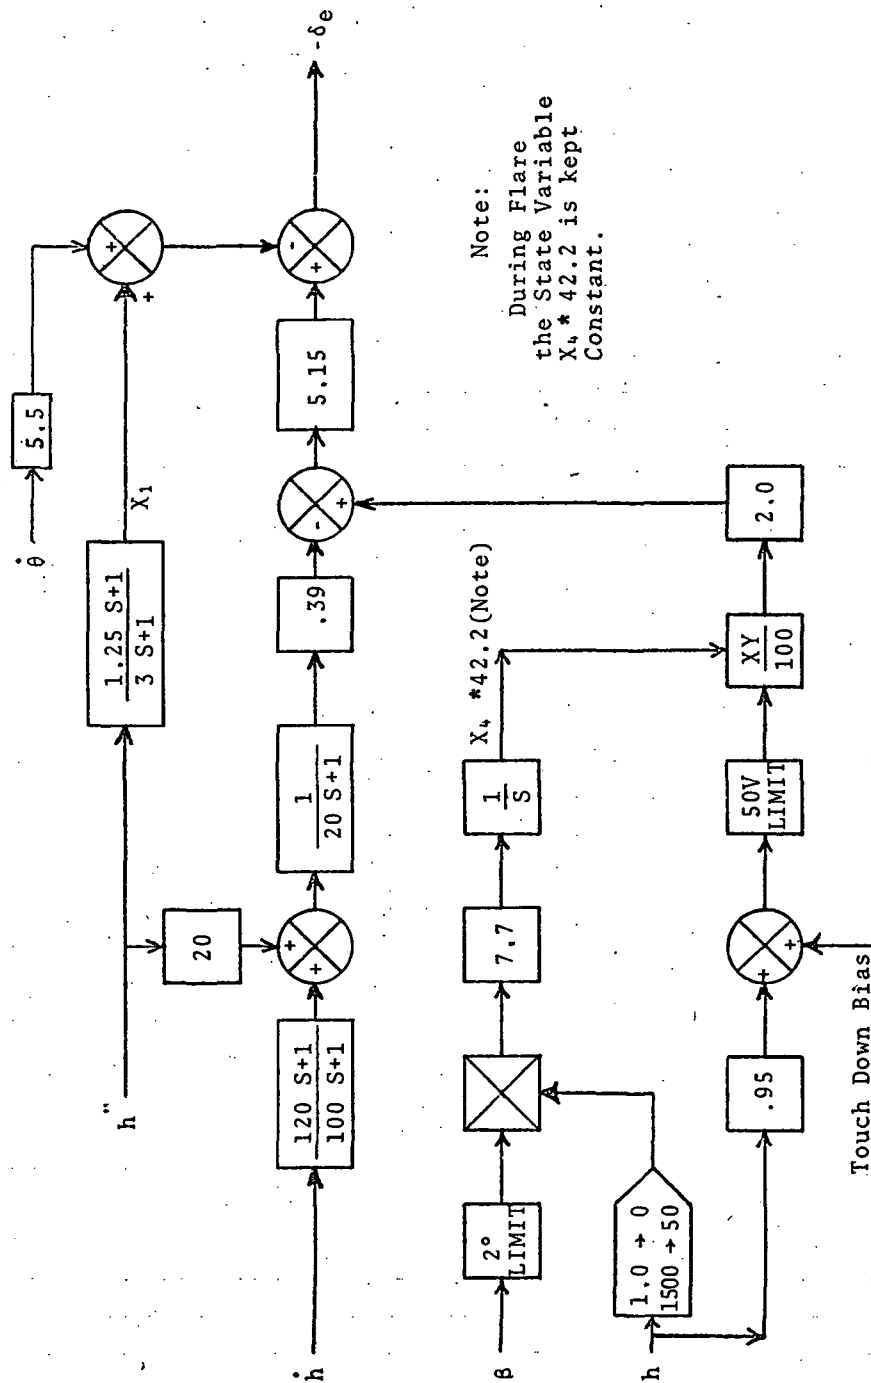 θ̇
5.5
+
-δe
ḧ
1.25 S+1
3 S+1
X₁
+
20
+
-
ḣ
120 S+1
100 S+1
+
1
20 S+1
.39
-
+
5.15
+
Note:
During Flare
the State Variable
X₄ * 42.2 is kept
Constant.
β
2°
LIMIT
7.7
1
S
X₄ *42.2(Note)
h
1.0 → 0
1500 → 50
.95
+
+
50V
LIMIT
XY
100
2.0
Touch Down Bias